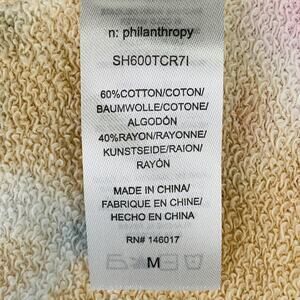 n: philanthropy
SH600TCR7I
60%COTTON/COTON/
BAUMWOLLE/COTONE/
ALGODÓN
40%RAYON/RAYONNE/
KUNSTSEIDE/RAION/
RAYÓN
MADE IN CHINA/
FABRIQUE EN CHINE/
HECHO EN CHINA
RN# 146017
M